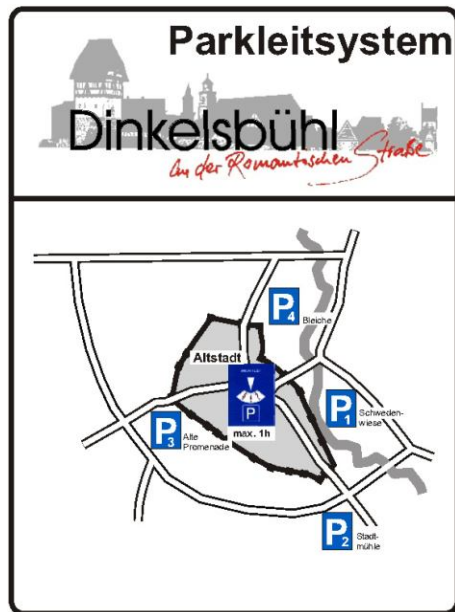 Parkleitsystem
Dinkelsbühl
An der Romantischen Straße
P4
Bleiche
Altstadt
P
max. 1h
P1
Schweden-
wiese
P3
Alte
Promenade
P2
Stadt-
mühle